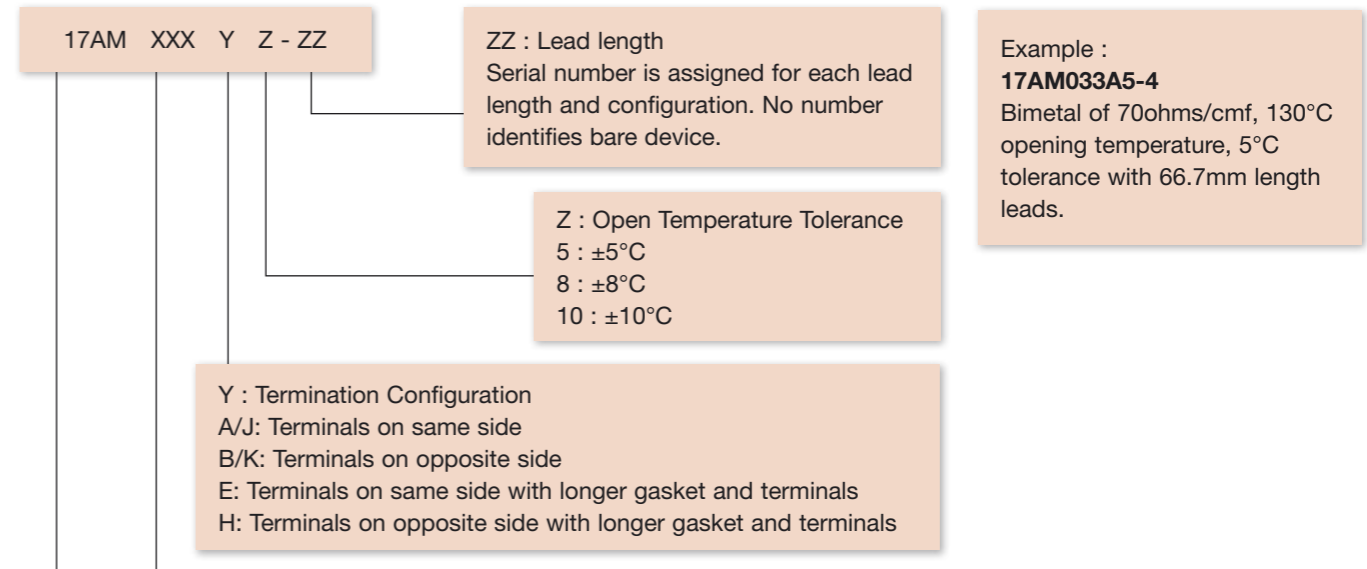 17AM XXX Y Z - ZZ
ZZ : Lead length
Serial number is assigned for each lead
length and configuration. No number
identifies bare device.
Example :
17AM033A5-4
Bimetal of 70ohms/cmf, 130°C
opening temperature, 5°C
tolerance with 66.7mm length
leads.
Z : Open Temperature Tolerance
5 : ±5°C
8 : ±8°C
10 : ±10°C
Y : Termination Configuration
A/J: Terminals on same side
B/K: Terminals on opposite side
E: Terminals on same side with longer gasket and terminals
H: Terminals on opposite side with longer gasket and terminals